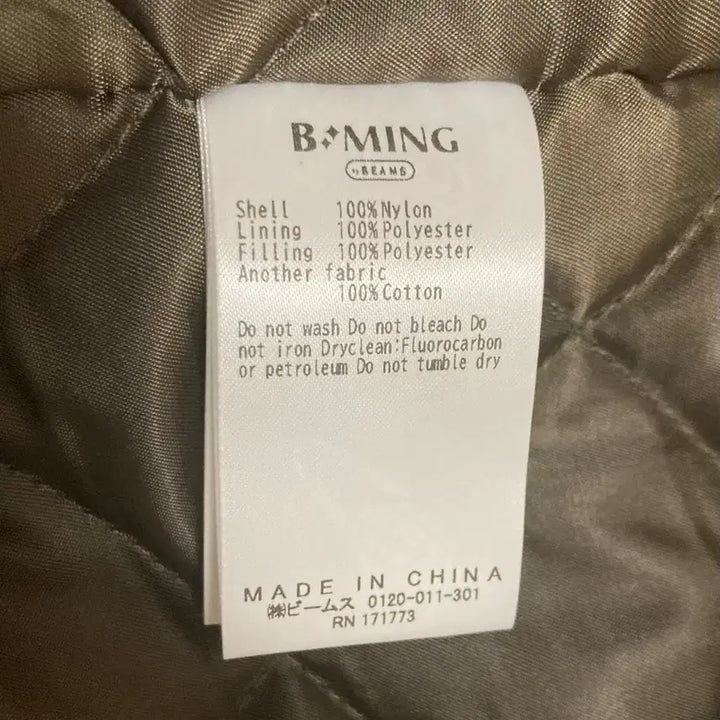 B MING
by BEAMS
Shell 100%Nylon
Lining 100%Polyester
Filling 100%Polyester
Another fabric
100%Cotton
Do not wash Do not bleach Do
not iron Dryclean:Fluorocarbon
or petroleum Do not tumble dry
MADE IN CHINA
㈱ビームス 0120-011-301
RN 171773